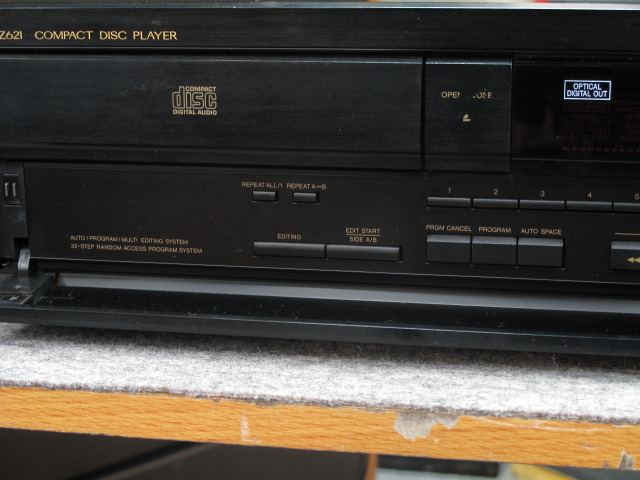 Z621 COMPACT DISC PLAYER
COMPACT
disc
DIGITAL AUDIO
OPTICAL
DIGITAL OUT
REPEAT ALL/1 REPEAT A↔B
1 2 3 4 5
PRGM CANCEL PROGRAM AUTO SPACE
EDITING
EDIT START
SIDE A/B
AUTO/PROGRAM/MULTI EDITING SYSTEM
32-STEP RANDOM ACCESS PROGRAM SYSTEM